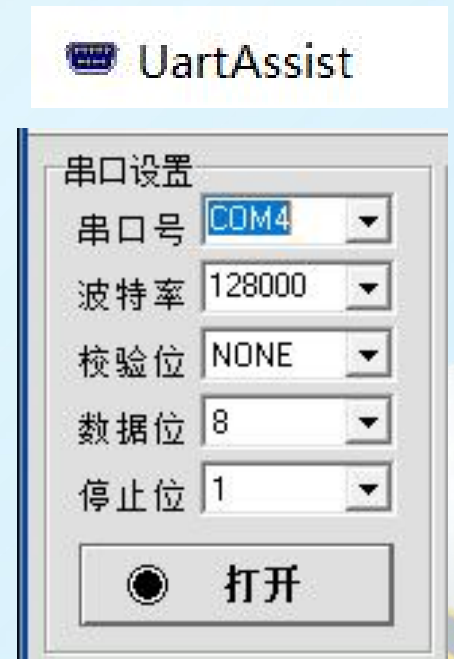 UartAssist
串口设置
串口号 COM4
波特率 128000
校验位 NONE
数据位 8
停止位 1
打开